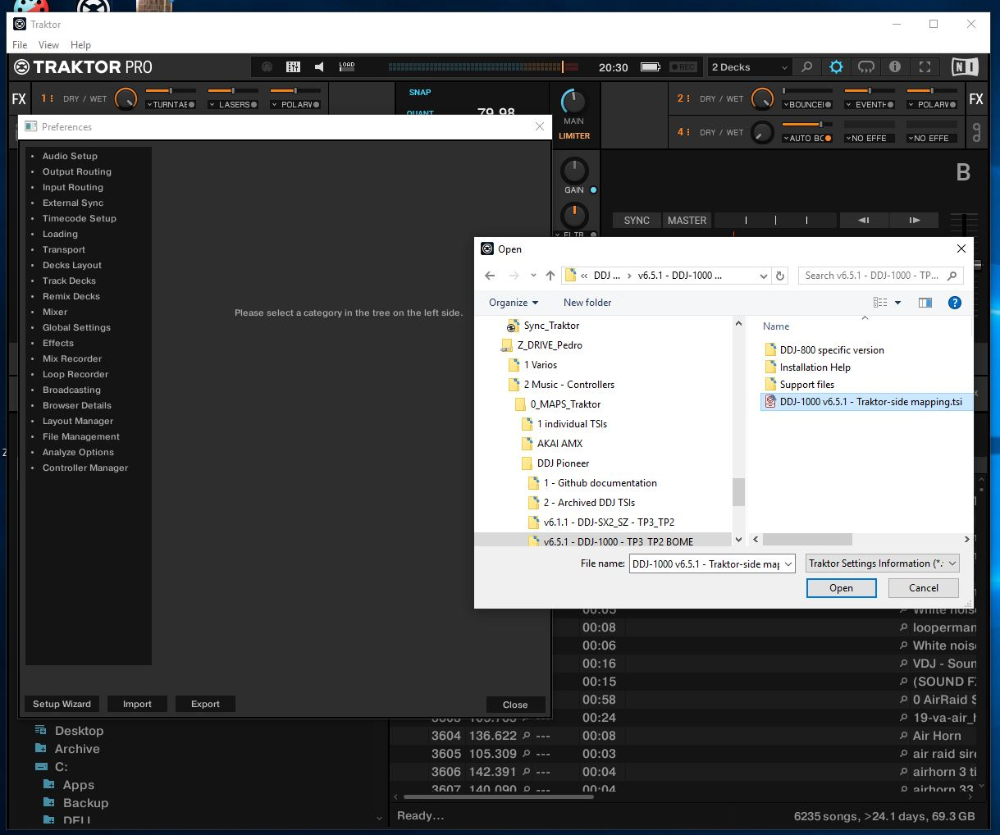 Traktor
File View Help
TRAKTOR PRO
LOAD
20:30
REC
2 Decks
NI
FX
1
DRY / WET
TURNTAB
LASERS
POLARW
SNAP
QUANT
79.98
MAIN
LIMITER
2
DRY / WET
BOUNCE
EVENTH
POLARW
FX
4
DRY / WET
AUTO BO
NO EFFE
NO EFFE
GAIN
FLTR
B
SYNC
MASTER
Preferences
Audio Setup
Output Routing
Input Routing
External Sync
Timecode Setup
Loading
Transport
Decks Layout
Track Decks
Remix Decks
Mixer
Global Settings
Effects
Mix Recorder
Loop Recorder
Broadcasting
Browser Details
Layout Manager
File Management
Analyze Options
Controller Manager
Please select a category in the tree on the left side.
Setup Wizard
Import
Export
Close
Open
« DDJ ... › v6.5.1 - DDJ-1000 ...
Search v6.5.1 - DDJ-1000 - TP...
Organize
New folder
Sync_Traktor
Z_DRIVE_Pedro
1 Varios
2 Music - Controllers
0_MAPS_Traktor
1 individual TSIs
AKAI AMX
DDJ Pioneer
1 - Github documentation
2 - Archived DDJ TSIs
v6.1.1 - DDJ-SX2_SZ - TP3_TP2
v6.5.1 - DDJ-1000 - TP3_TP2 BOME
Name
DDJ-800 specific version
Installation Help
Support files
DDJ-1000 v6.5.1 - Traktor-side mapping.tsi
File name:
DDJ-1000 v6.5.1 - Traktor-side map
Traktor Settings Information (*.
Open
Cancel
00:05 White nois
00:08 looperman
00:06 White nois
00:16 VDJ - Soun
00:15 (SOUND F
00:58 0 AirRaid S
00:24 19-va-air_h
3604 136.622 --- 00:08 Air Horn
3605 105.309 --- 00:03 air raid sire
3606 142.391 --- 00:04 airhorn 3 ti
3607 140.090 --- 00:04 airhorn 33
Desktop
Archive
C:
Apps
Backup
DELL
Ready...
6235 songs, >24.1 days, 69.3 GB